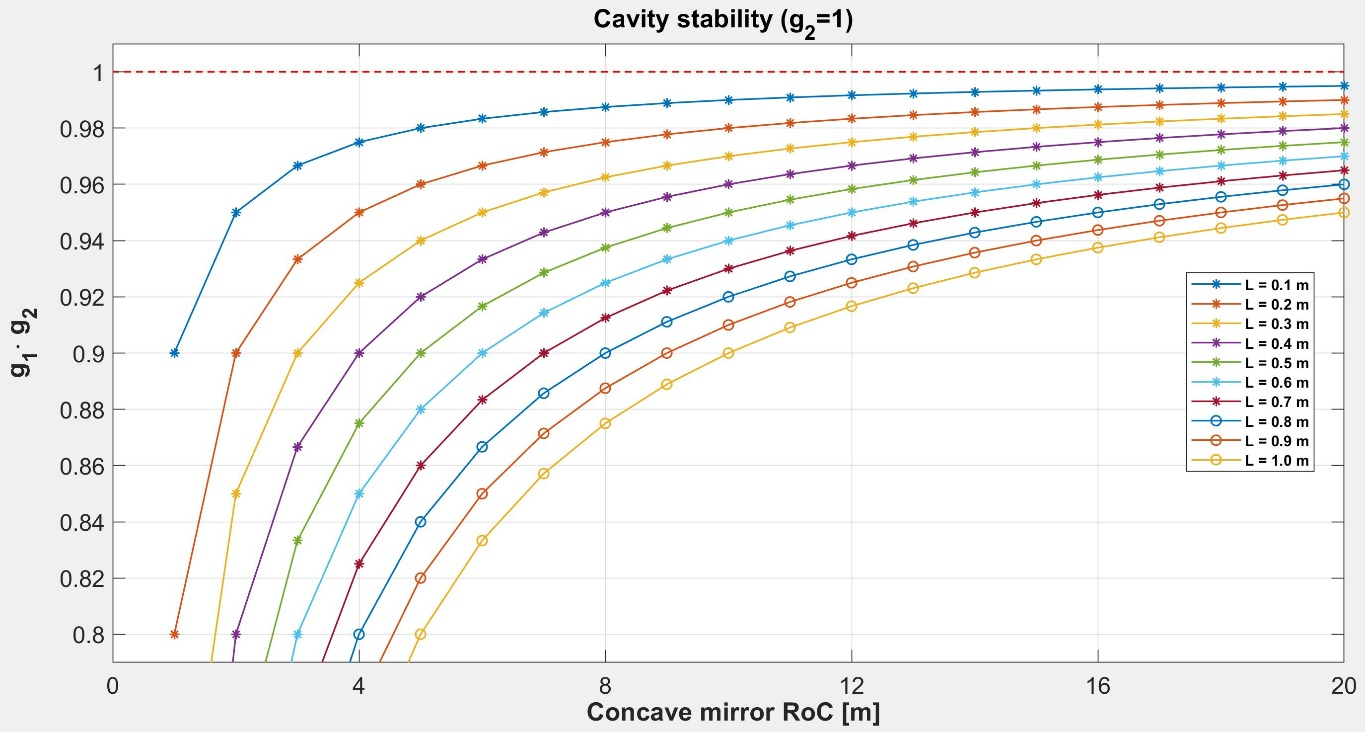 Cavity stability (g₂=1)
g₁· g₂
1
0.98
0.96
0.94
0.92
0.9
0.88
0.86
0.84
0.82
0.8
0 4 8 12 16 20
Concave mirror RoC [m]
L = 0.1 m
L = 0.2 m
L = 0.3 m
L = 0.4 m
L = 0.5 m
L = 0.6 m
L = 0.7 m
L = 0.8 m
L = 0.9 m
L = 1.0 m